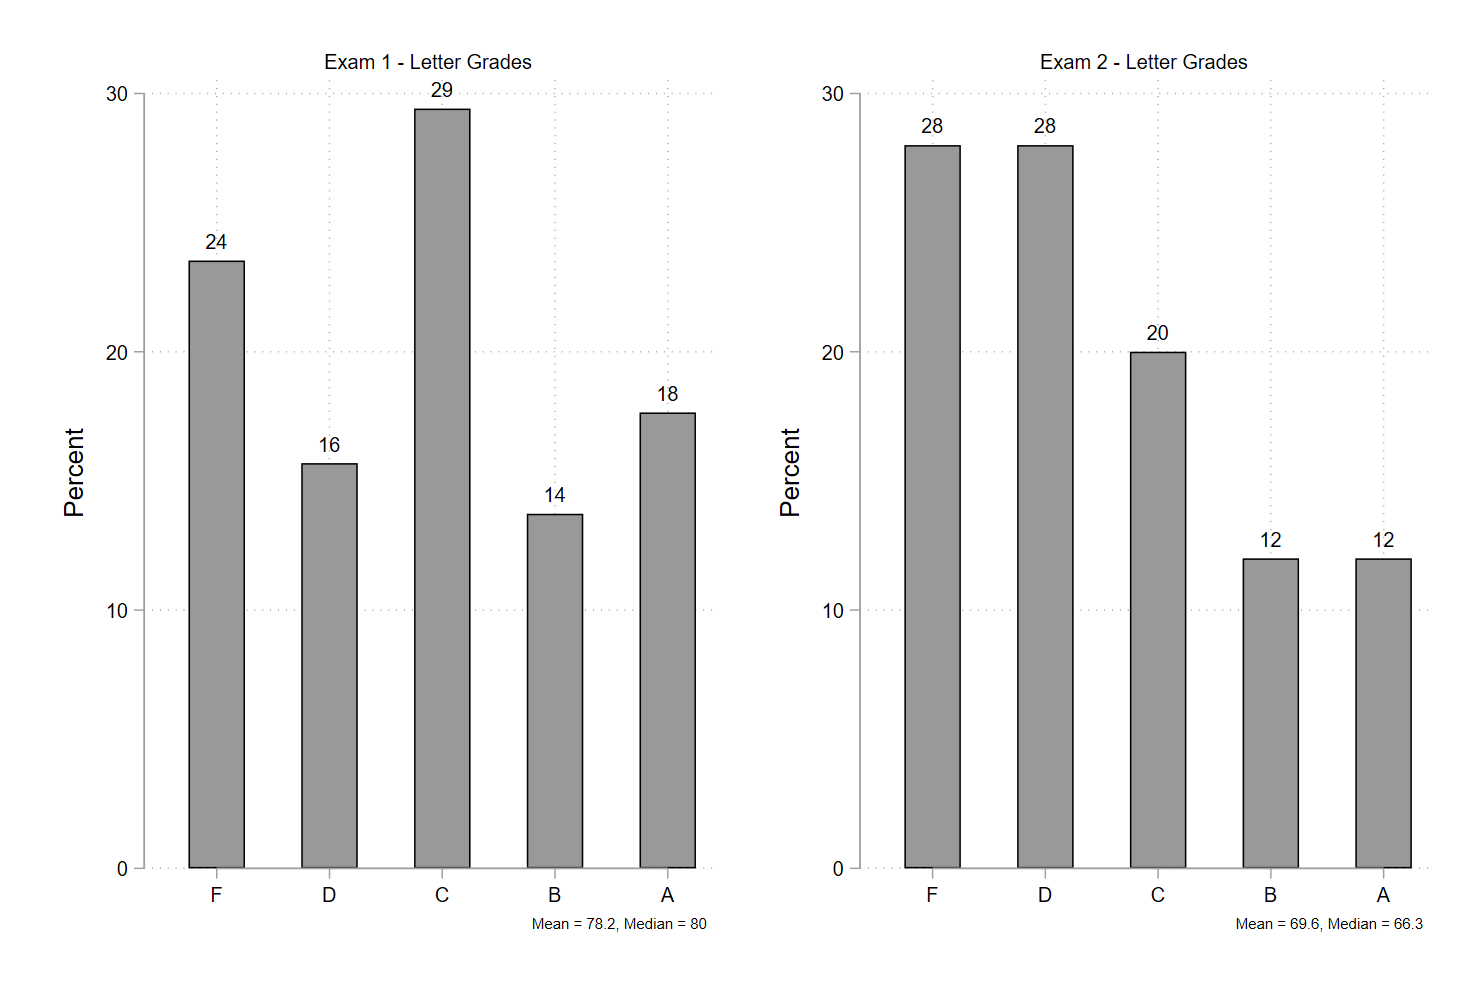 Exam 1 - Letter Grades
30
20
10
0
Percent
24
16
29
14
18
F
D
C
B
A
Mean = 78.2, Median = 80
Exam 2 - Letter Grades
30
20
10
0
Percent
28
28
20
12
12
F
D
C
B
A
Mean = 69.6, Median = 66.3